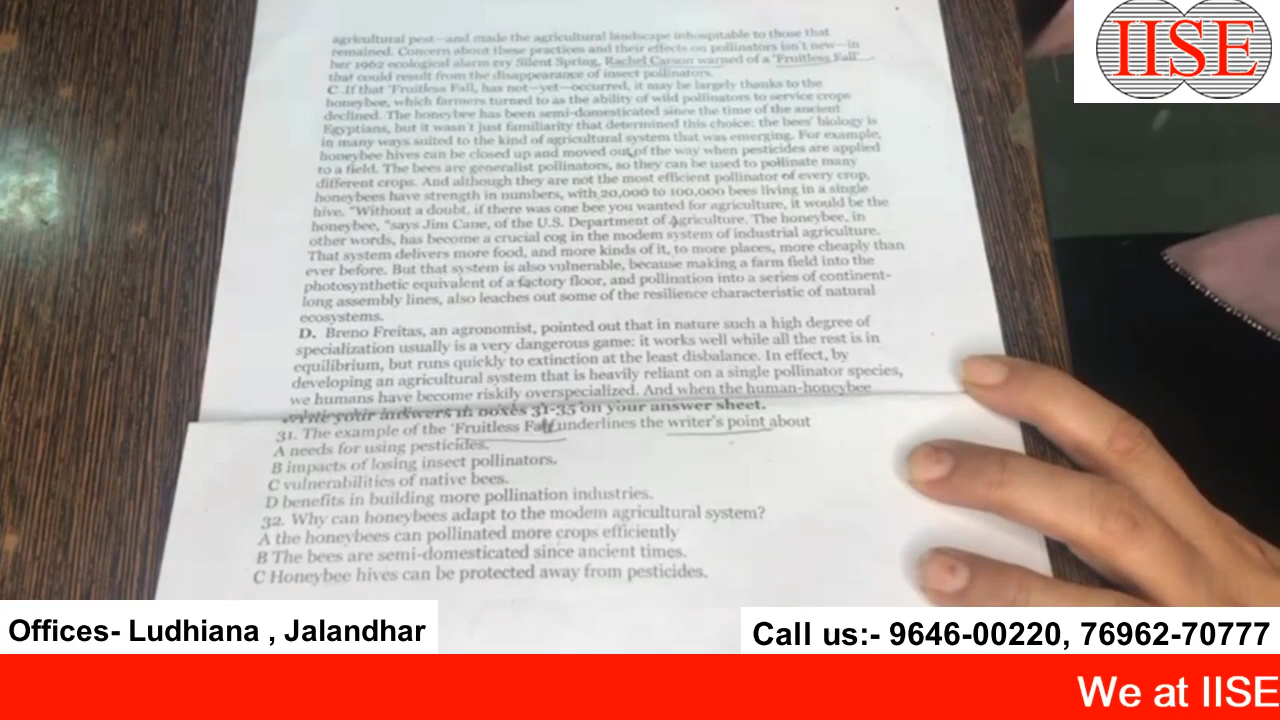 agricultural pest—and made the agricultural landscape inhospitable to those that
remained. Concern about these practices and their effects on pollinators isn't new—in
her 1962 ecological alarm by Silent Spring, Rachel Carson warned of a 'Fruitless Fall'
that could result from the disappearance of insect pollinators.
C .If that 'Fruitless Fall, has not—yet—occurred, it may be largely thanks to the
honeybee, which farmers turned to as the ability of wild pollinators to service crops
declined. The honeybee has been semi-domesticated since the time of the ancient
Egyptians, but it wasn't just familiarity that determined this choice: the bees' biology is
in many ways suited to the kind of agricultural system that was emerging. For example,
honeybee hives can be closed up and moved out of the way when pesticides are applied
to a field. The bees are generalist pollinators, so they can be used to pollinate many
different crops. And although they are not the most efficient pollinator of every crop,
honeybees have strength in numbers, with 20,000 to 100,000 bees living in a single
hive. "Without a doubt, if there was one bee you wanted for agriculture, it would be the
honeybee, "says Jim Cane, of the U.S. Department of Agriculture. The honeybee, in
other words, has become a crucial cog in the modem system of industrial agriculture.
That system delivers more food, and more kinds of it, to more places, more cheaply than
ever before. But that system is also vulnerable, because making a farm field into the
photosynthetic equivalent of a factory floor, and pollination into a series of continent-
long assembly lines, also leaches out some of the resilience characteristic of natural
ecosystems.
D. Breno Freitas, an agronomist, pointed out that in nature such a high degree of
specialization usually is a very dangerous game: it works well while all the rest is in
equilibrium, but runs quickly to extinction at the least disbalance. In effect, by
developing an agricultural system that is heavily reliant on a single pollinator species,
we humans have become riskily overspecialized. And when the human-honeybee
write your answers in boxes 31-35 on your answer sheet.
31. The example of the 'Fruitless Fall' underlines the writer's point about
A needs for using pesticides.
B impacts of losing insect pollinators.
C vulnerabilities of native bees.
D benefits in building more pollination industries.
32. Why can honeybees adapt to the modem agricultural system?
A the honeybees can pollinated more crops efficiently
B The bees are semi-domesticated since ancient times.
C Honeybee hives can be protected away from pesticides.
IISE
Offices- Ludhiana , Jalandhar
Call us:- 9646-00220, 76962-70777
We at IISE